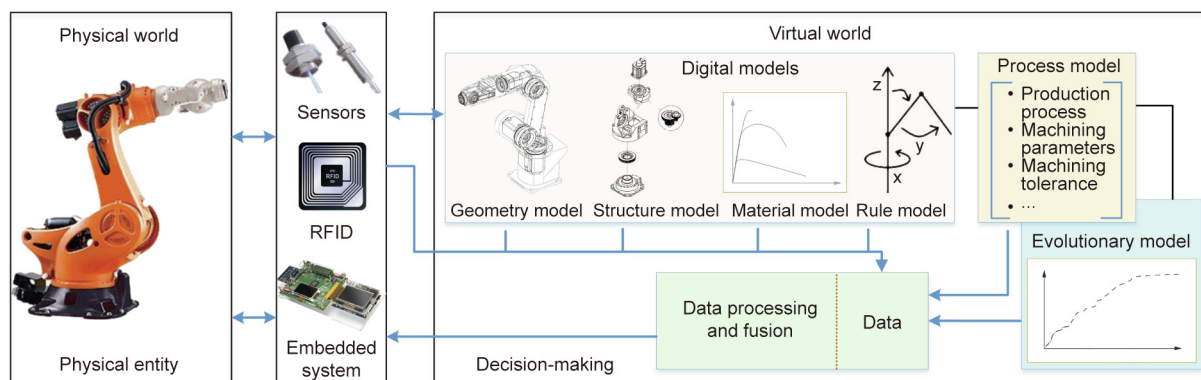 Physical world
Physical entity
Sensors
RFID
RFID
Embedded
system
Virtual world
Digital models
Geometry model
Structure model
Material model
Rule model
z
y
x
Process model
• Production
process
• Machining
parameters
• Machining
tolerance
• ...
Evolutionary model
Data processing
and fusion
Data
Decision-making